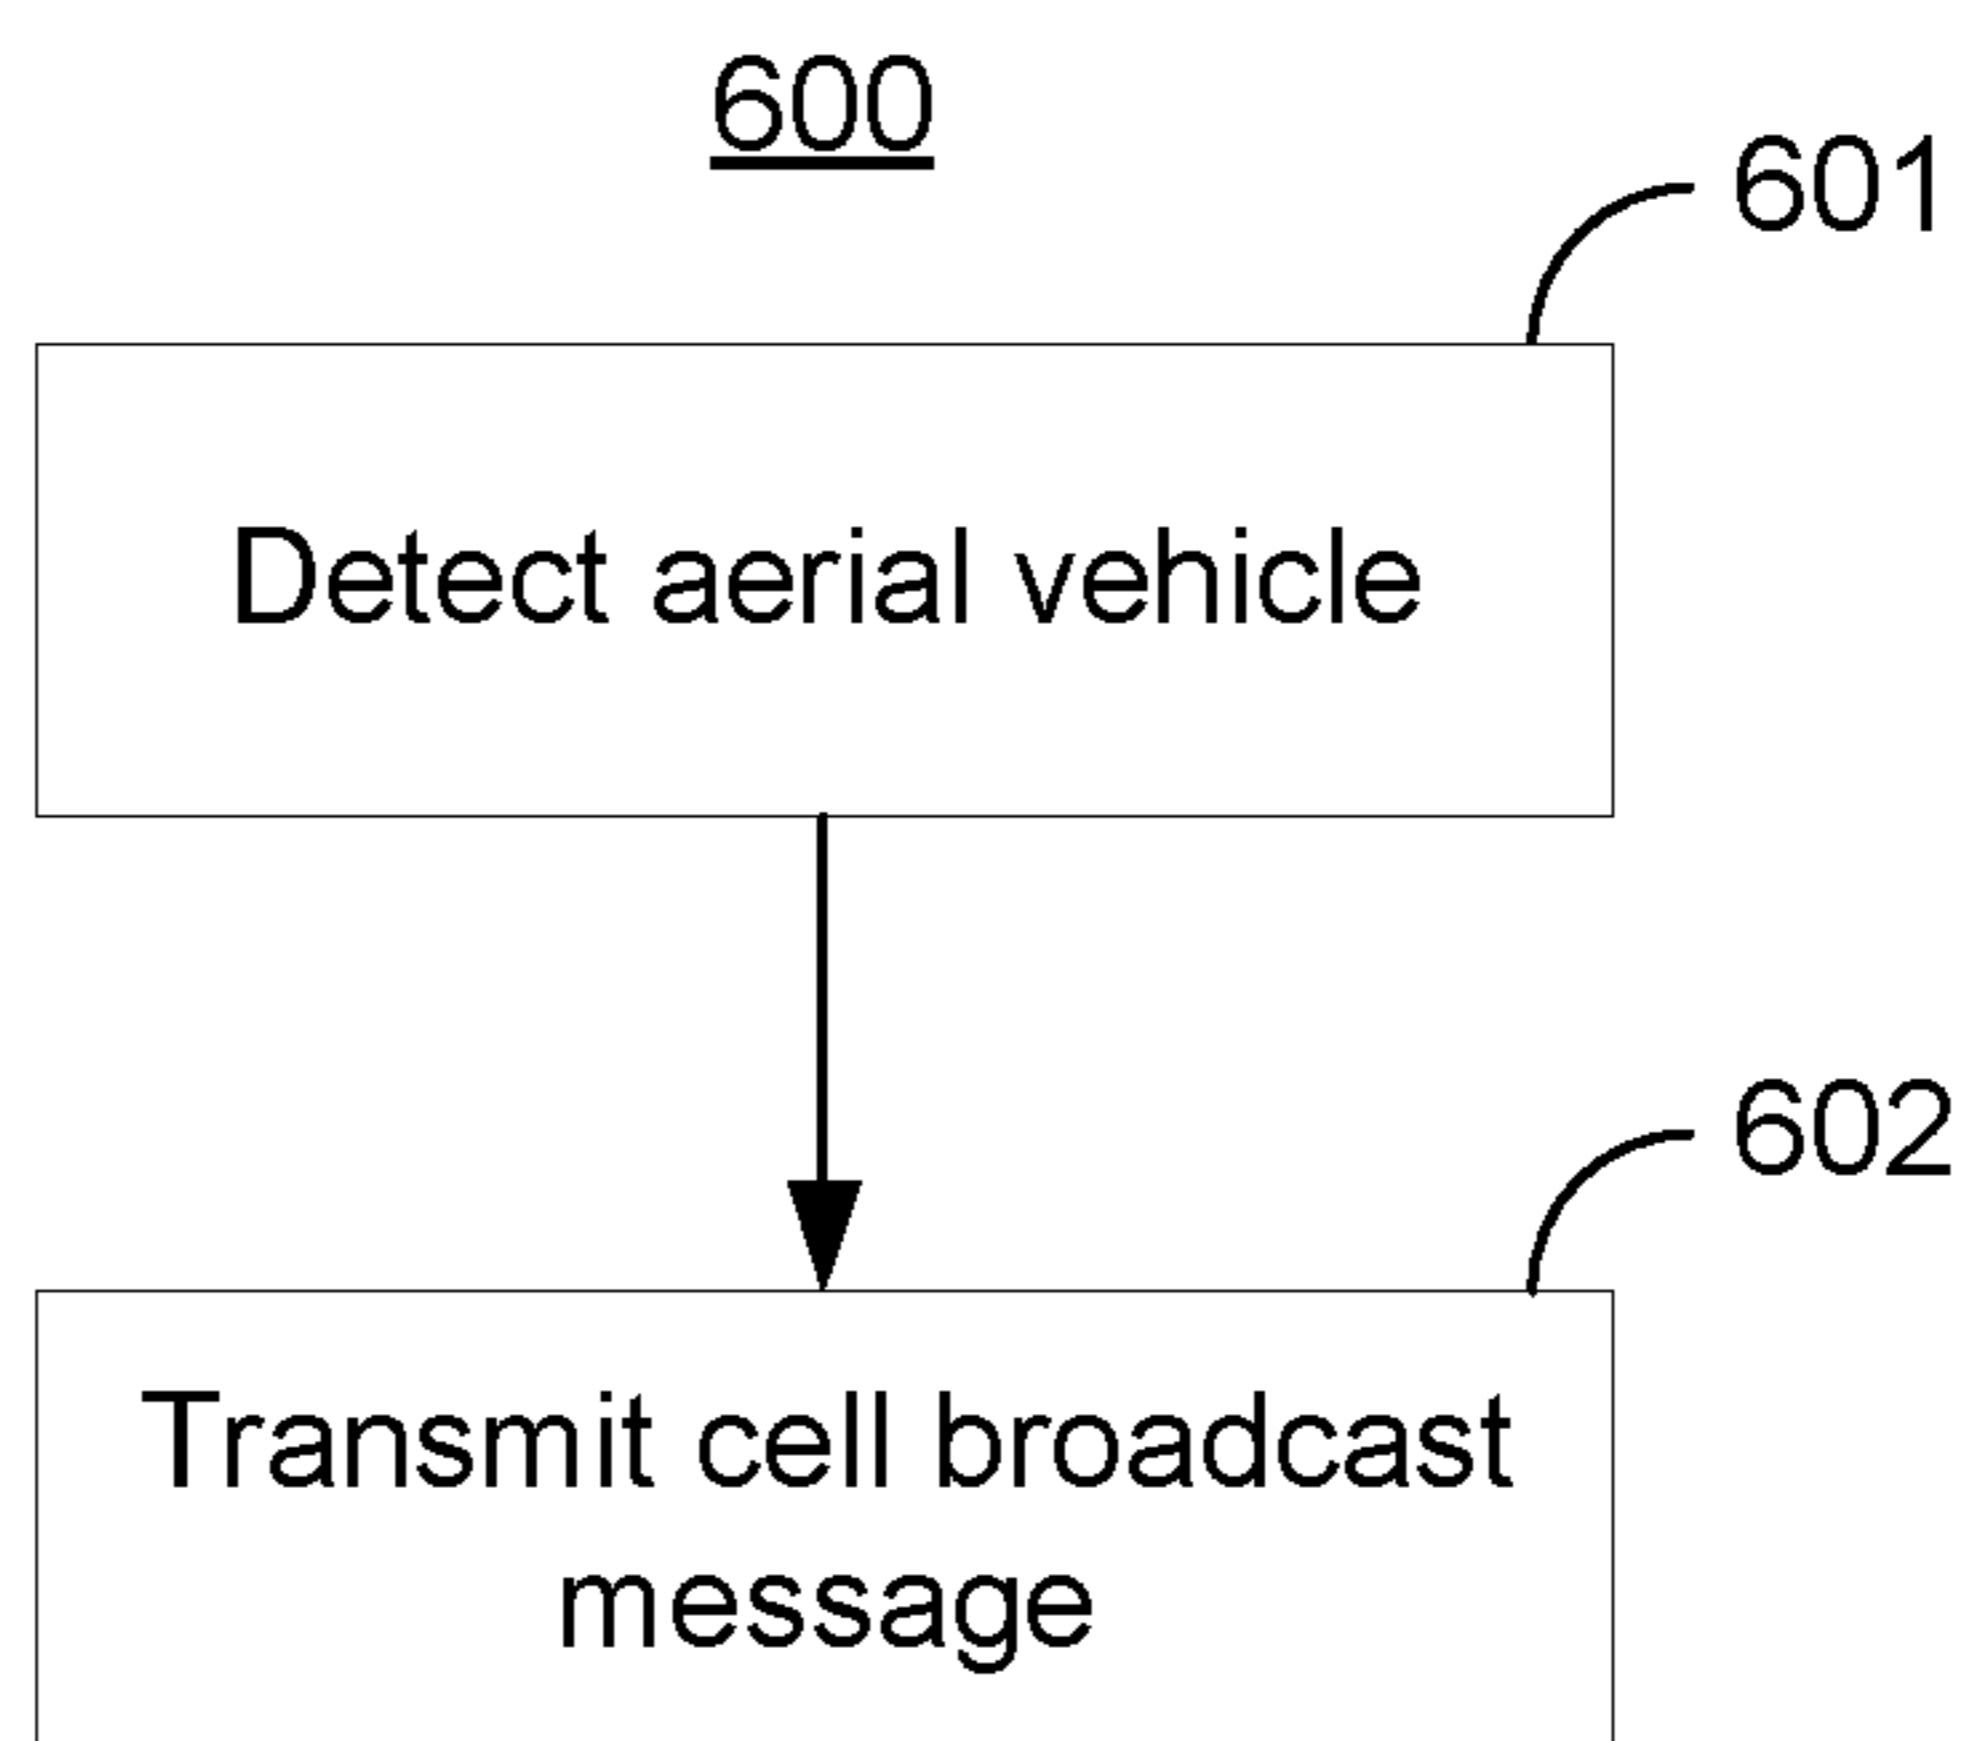 600
601
Detect aerial vehicle
602
Transmit cell broadcast
message